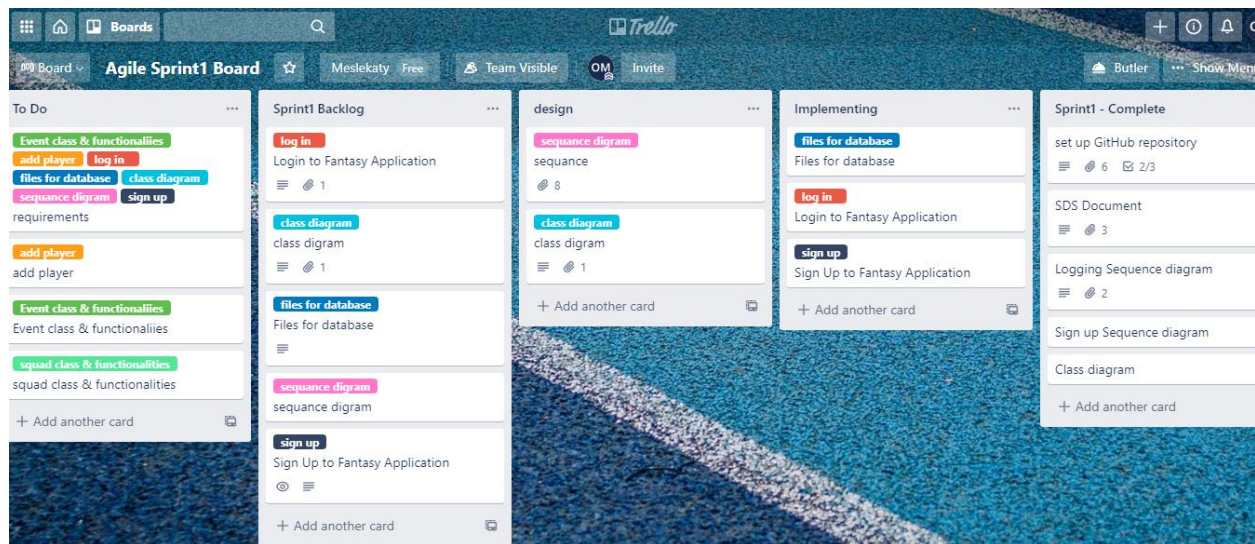 Boards
Trello
Board
Agile Sprint1 Board
Meslekaty Free
Team Visible
OM
Invite
Butler
... Show Menu
To Do
...
Event class & functionaliies
add player log in
files for database class diagram
sequance digram sign up
requirements
add player
add player
Event class & functionaliies
Event class & functionaliies
squad class & functionalities
squad class & functionalities
+ Add another card
Sprint1 Backlog
...
log in
Login to Fantasy Application
1
class diagram
class digram
1
files for database
Files for database
sequance digram
sequance digram
sign up
Sign Up to Fantasy Application
+ Add another card
design
...
sequance digram
sequance
8
class diagram
class digram
1
+ Add another card
Implementing
...
files for database
Files for database
log in
Login to Fantasy Application
sign up
Sign Up to Fantasy Application
+ Add another card
Sprint1 - Complete
set up GitHub repository
6 2/3
SDS Document
3
Logging Sequence diagram
2
Sign up Sequence diagram
Class diagram
+ Add another card